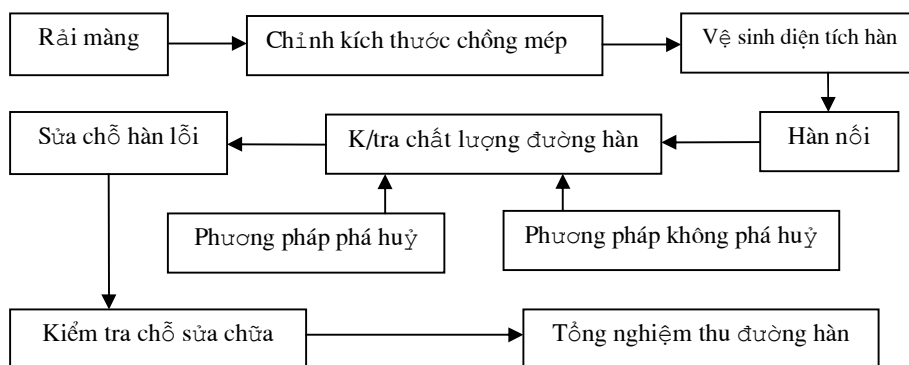 Rải màng
Chỉnh kích thước chồng mép
Vệ sinh diện tích hàn
Hàn nối
K/tra chất lượng đường hàn
Sửa chỗ hàn lỗi
Phương pháp phá huỷ
Phương pháp không phá huỷ
Kiểm tra chỗ sửa chữa
Tổng nghiệm thu đường hàn